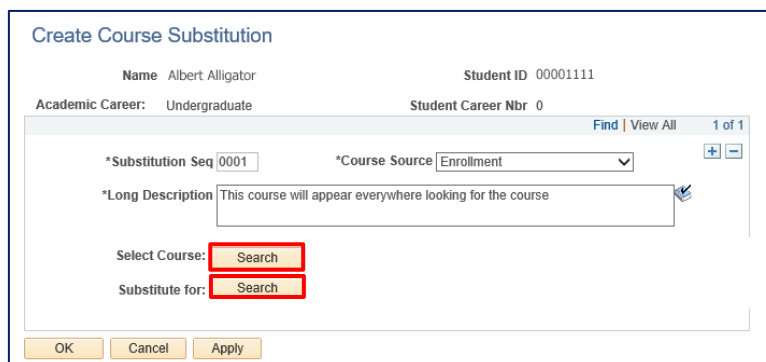 Create Course Substitution
Name Albert Alligator Student ID 00001111
Academic Career: Undergraduate Student Career Nbr 0
Find | View All 1 of 1
*Substitution Seq 0001 *Course Source Enrollment
*Long Description This course will appear everywhere looking for the course
Select Course: Search
Substitute for: Search
OK Cancel Apply